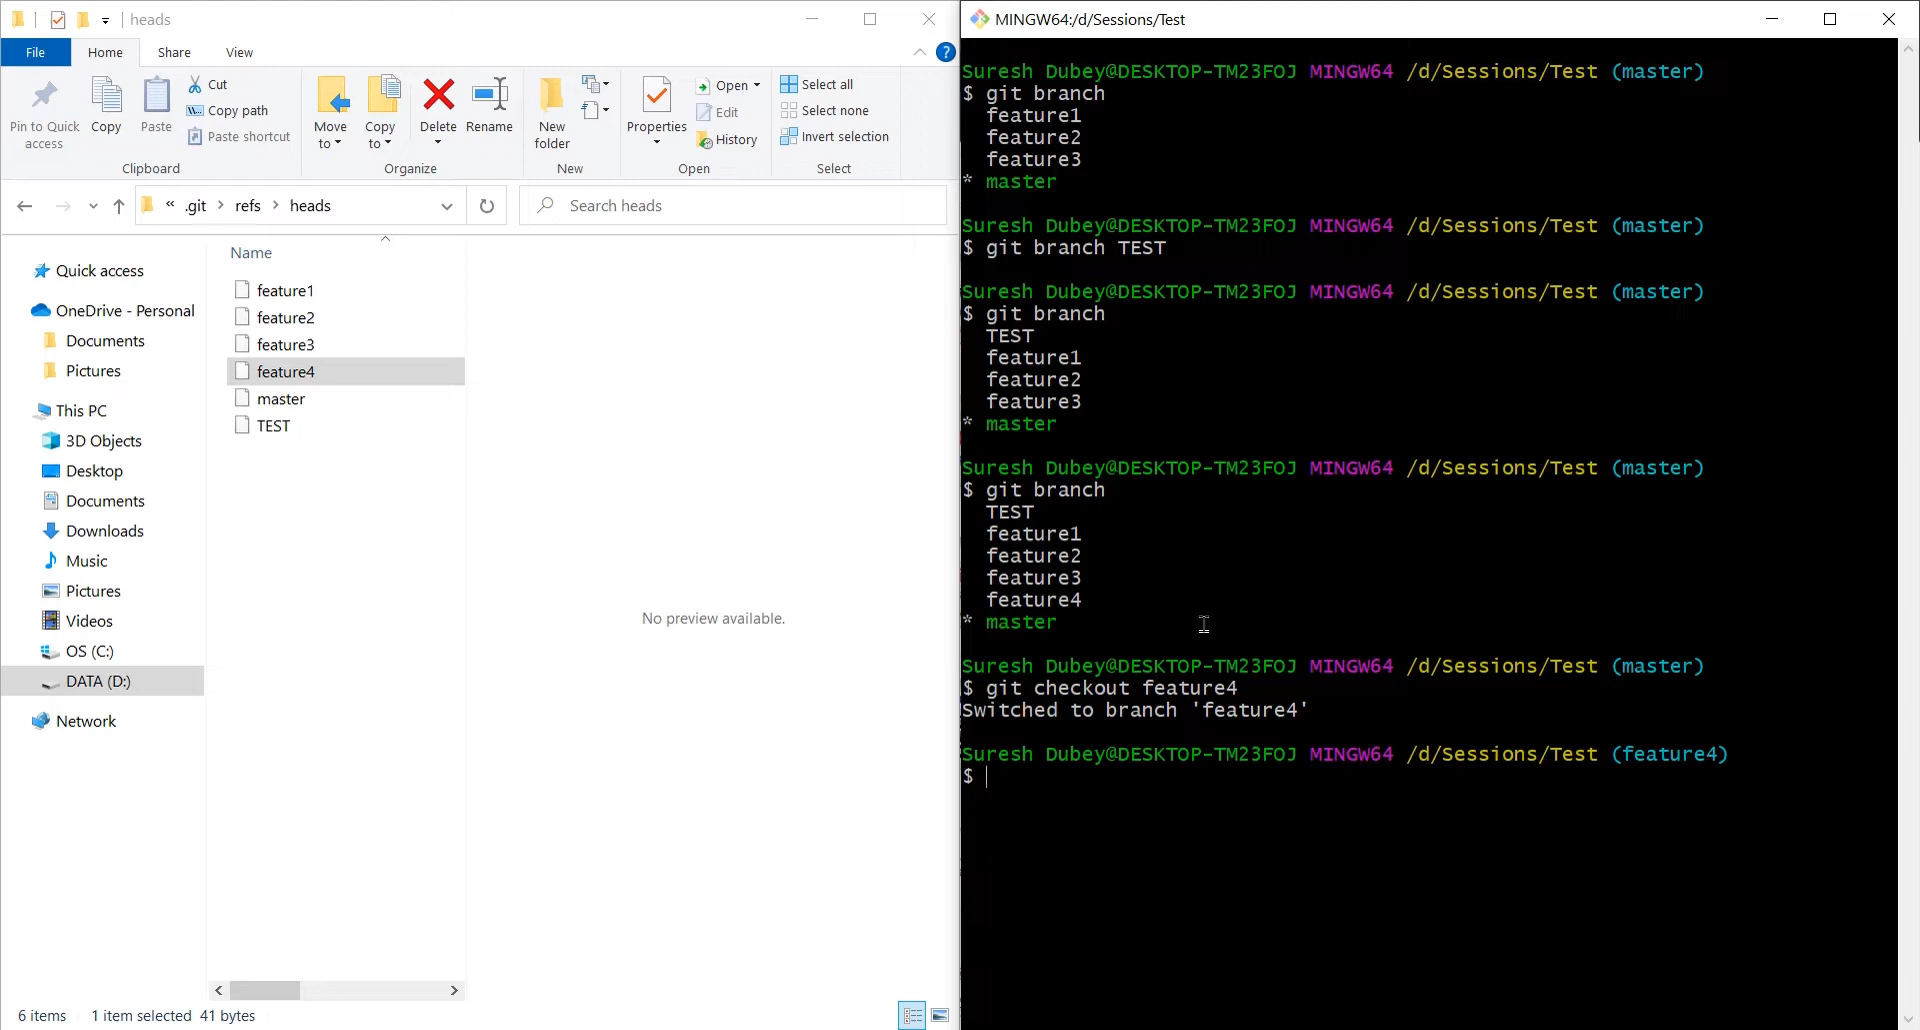 heads
File
Home
Share
View
Pin to Quick
access
Copy
Paste
Cut
Copy path
Paste shortcut
Clipboard
Move
to
Copy
to
Delete
Rename
Organize
New
folder
New
Properties
Open
Edit
History
Open
Select all
Select none
Invert selection
Select
« .git > refs > heads
Search heads
Quick access
OneDrive - Personal
Documents
Pictures
This PC
3D Objects
Desktop
Documents
Downloads
Music
Pictures
Videos
OS (C:)
DATA (D:)
Network
Name
feature1
feature2
feature3
feature4
master
TEST
No preview available.
6 items 1 item selected 41 bytes
MINGW64:/d/Sessions/Test
Suresh Dubey@DESKTOP-TM23FOJ MINGW64 /d/Sessions/Test (master)
$ git branch
feature1
feature2
feature3
* master
Suresh Dubey@DESKTOP-TM23FOJ MINGW64 /d/Sessions/Test (master)
$ git branch TEST
Suresh Dubey@DESKTOP-TM23FOJ MINGW64 /d/Sessions/Test (master)
$ git branch
TEST
feature1
feature2
feature3
* master
Suresh Dubey@DESKTOP-TM23FOJ MINGW64 /d/Sessions/Test (master)
$ git branch
TEST
feature1
feature2
feature3
feature4
* master
Suresh Dubey@DESKTOP-TM23FOJ MINGW64 /d/Sessions/Test (master)
$ git checkout feature4
Switched to branch 'feature4'
Suresh Dubey@DESKTOP-TM23FOJ MINGW64 /d/Sessions/Test (feature4)
$